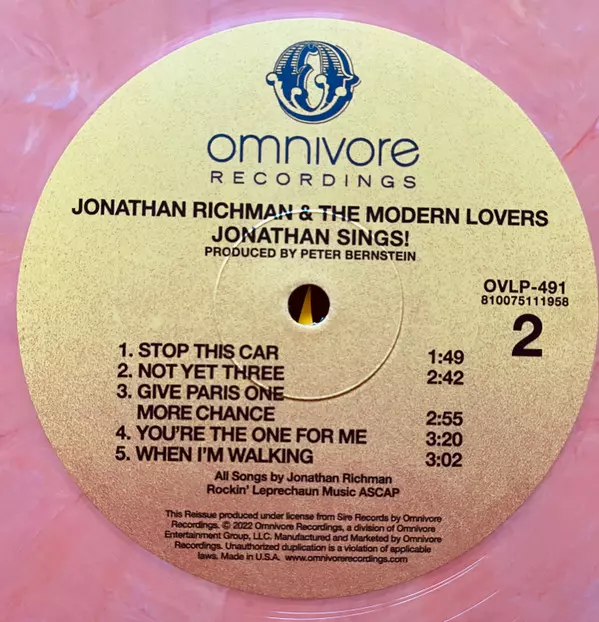 omnivore
RECORDINGS
JONATHAN RICHMAN & THE MODERN LOVERS
JONATHAN SINGS!
PRODUCED BY PETER BERNSTEIN
OVLP-491
810075111958
2
1. STOP THIS CAR 1:49
2. NOT YET THREE 2:42
3. GIVE PARIS ONE
MORE CHANCE 2:55
4. YOU'RE THE ONE FOR ME 3:20
5. WHEN I'M WALKING 3:02
All Songs by Jonathan Richman
Rockin' Leprechaun Music ASCAP
This Reissue produced under license from Sire Records by Omnivore
Recordings. © 2022 Omnivore Recordings, a division of Omnivore
Entertainment Group, LLC. Manufactured and Marketed by Omnivore
Recordings. Unauthorized duplication is a violation of applicable
laws. Made in U.S.A. www.omnivorerecordings.com